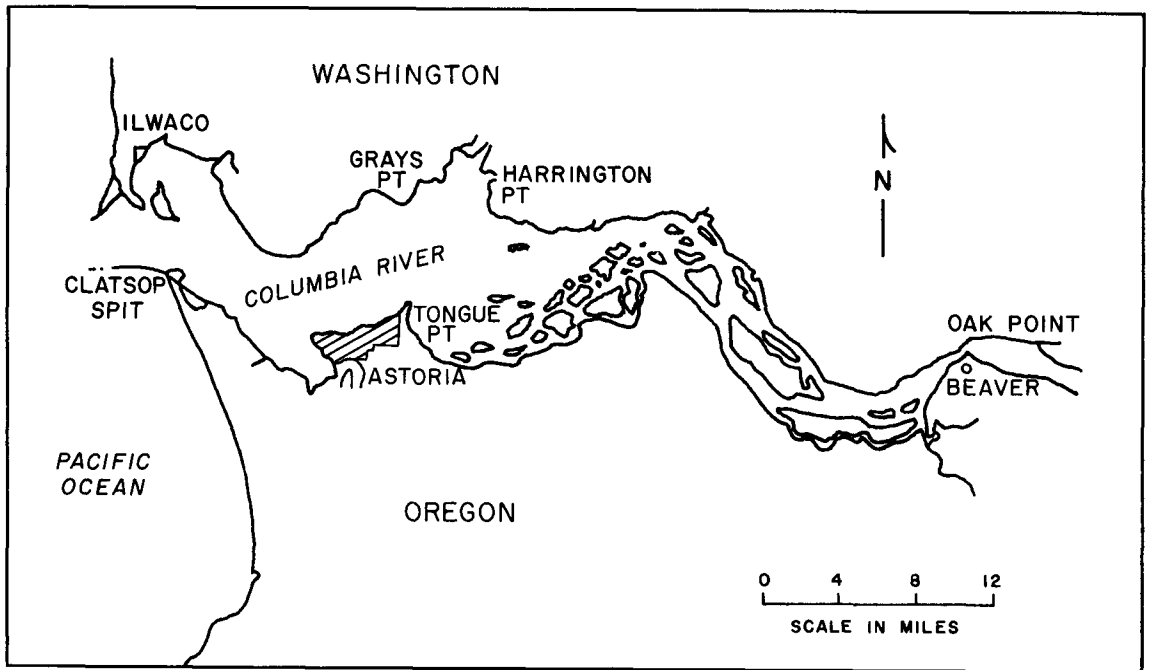 WASHINGTON
ILWACO
GRAYS
PT
HARRINGTON
PT
N
COLUMBIA RIVER
CLATSOP
SPIT
TONGUE
PT
ASTORIA
OAK POINT
BEAVER
PACIFIC
OCEAN
OREGON
0 4 8 12
SCALE IN MILES